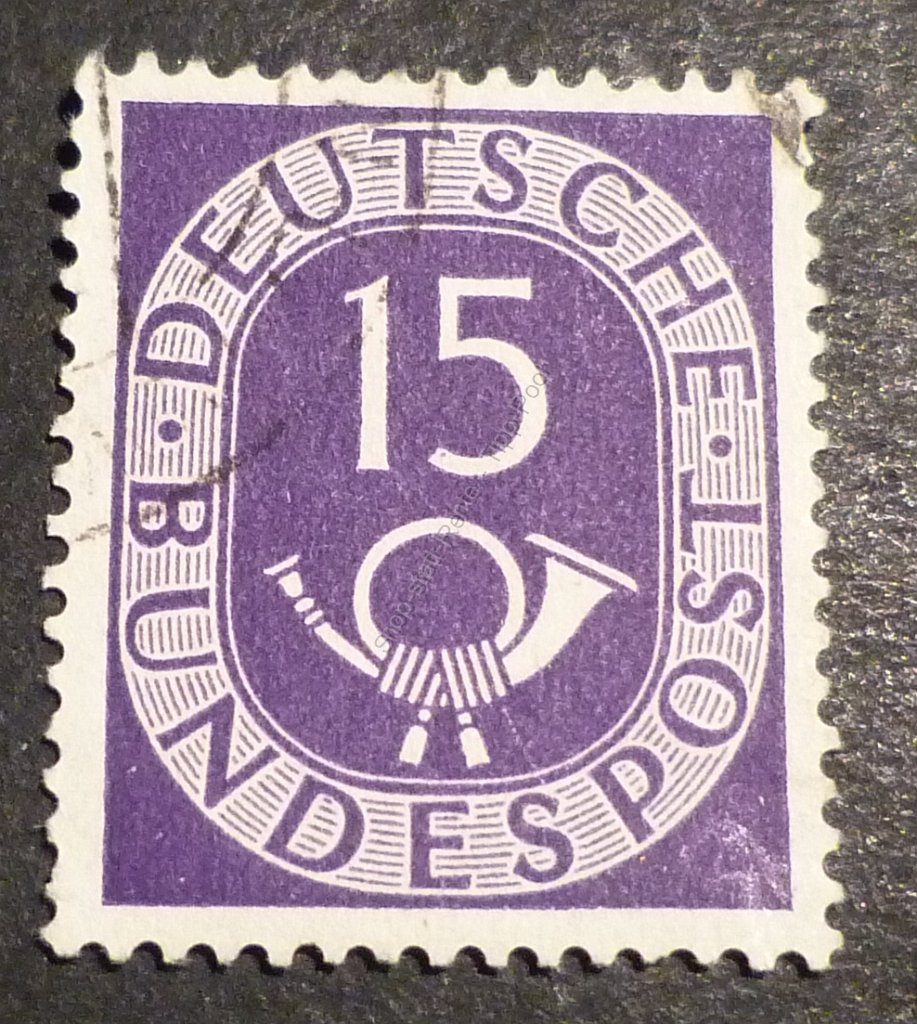 DEUTSCHE · BUNDESPOST ·
15